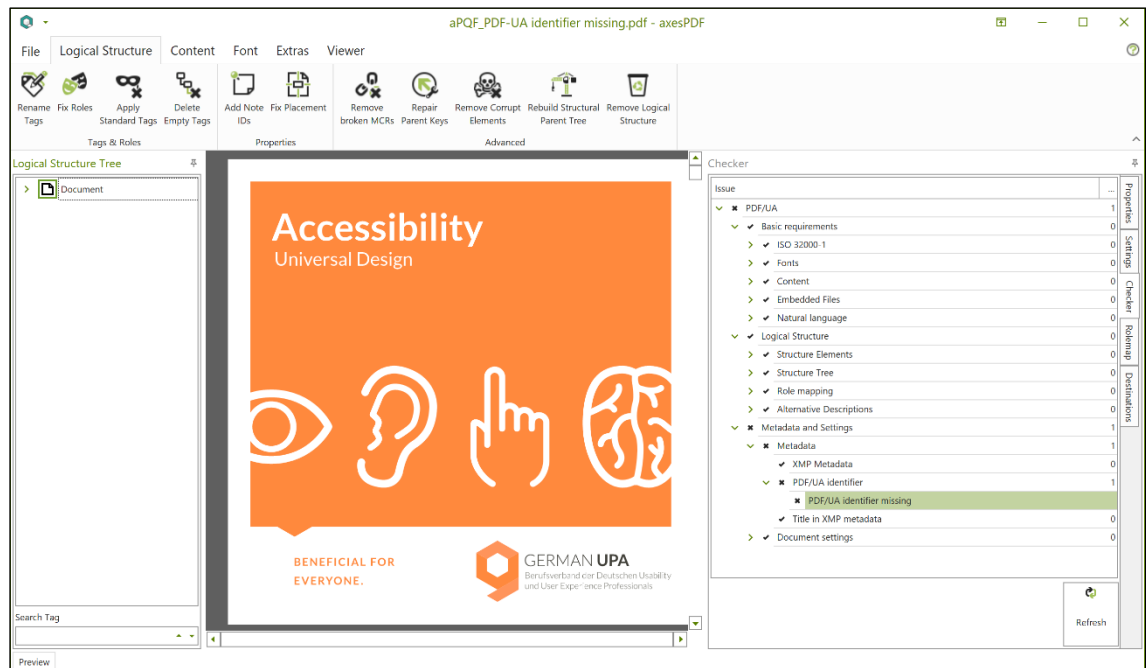 aPQF_PDF-UA identifier missing.pdf - axesPDF
File Logical Structure Content Font Extras Viewer
Rename Tags
Fix Roles
Apply Standard Tags
Delete Empty Tags
Add Note IDs
Fix Placement
Remove broken MCRs
Repair Parent Keys
Remove Corrupt Elements
Rebuild Structural Parent Tree
Remove Logical Structure
Tags & Roles
Properties
Advanced
Logical Structure Tree
Document
Search Tag
Preview
Accessibility
Universal Design
BENEFICIAL FOR
EVERYONE.
GERMAN UPA
Berufsverband der Deutschen Usability
und User Experience Professionals
Checker
Issue ...
PDF/UA 1
Basic requirements 0
ISO 32000-1 0
Fonts 0
Content 0
Embedded Files 0
Natural language 0
Logical Structure 0
Structure Elements 0
Structure Tree 0
Role mapping 0
Alternative Descriptions 0
Metadata and Settings 1
Metadata 1
XMP Metadata 0
PDF/UA identifier 1
PDF/UA identifier missing
Title in XMP metadata 0
Document settings 0
Refresh
Properties
Settings
Checker
Rolemap
Destinations